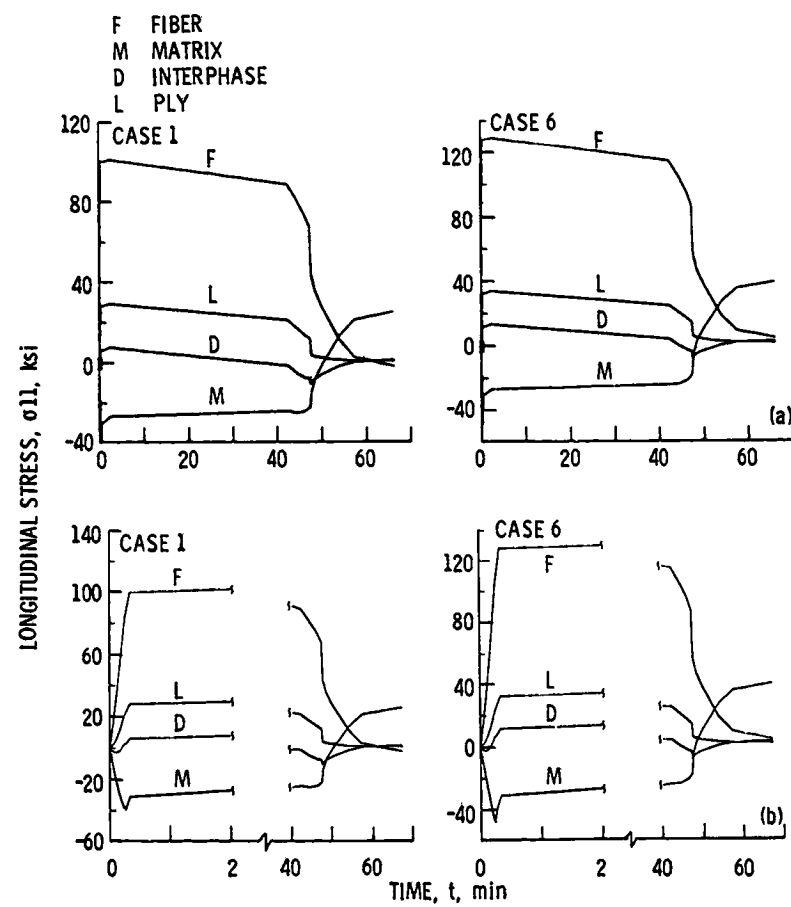 F FIBER
M MATRIX
D INTERPHASE
L PLY
120
CASE 1
F
80
40
L
D
0
M
-40
0 20 40 60
CASE 6
120
F
80
40
L
D
0
M
-40
(a)
0 20 40 60
LONGITUDINAL STRESS, σ11, ksi
140
CASE 1
F
100
60
L
20
D
M
-20
-60
0 2 40 60
CASE 6
120
F
80
40
L
D
0
M
-40
(b)
0 2 40 60
TIME, t, min